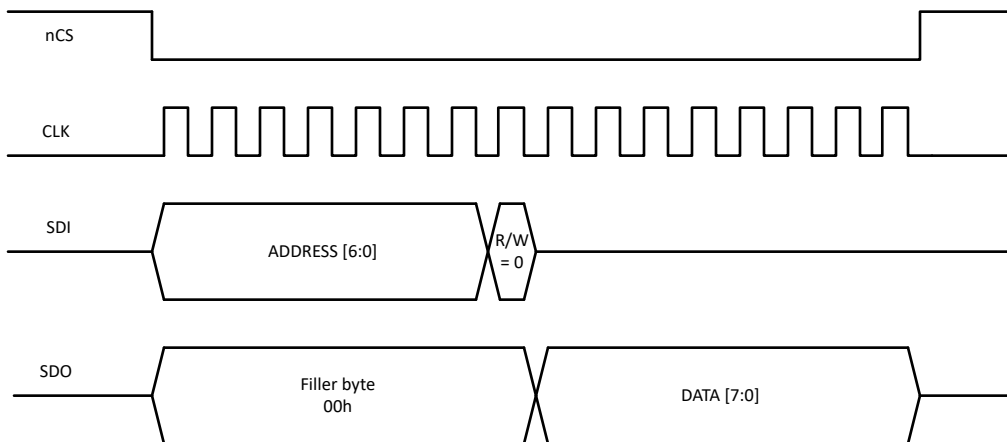 nCS
CLK
SDI
ADDRESS [6:0]
R/W
= 0
SDO
Filler byte
00h
DATA [7:0]